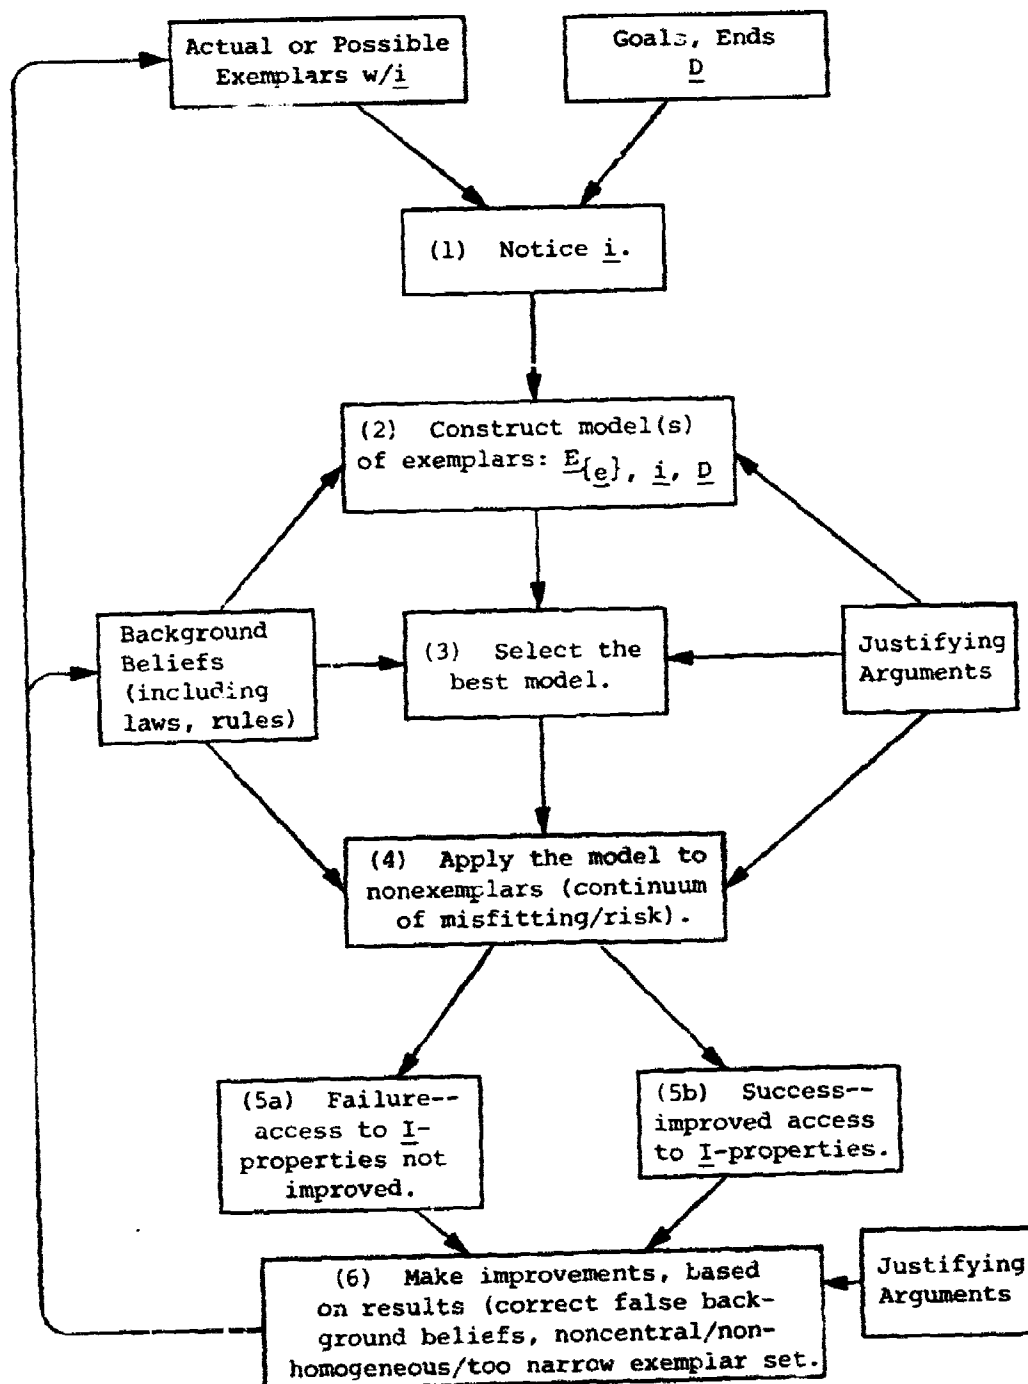 Actual or Possible
Exemplars w/i
Goals, Ends
D
(1) Notice i.
(2) Construct model(s)
of exemplars: E{e}, i, D
Background
Beliefs
(including
laws, rules)
(3) Select the
best model.
Justifying
Arguments
(4) Apply the model to
nonexemplars (continuum
of misfitting/risk).
(5a) Failure--
access to I-
properties not
improved.
(5b) Success--
improved access
to I-properties.
(6) Make improvements, based
on results (correct false back-
ground beliefs, noncentral/non-
homogeneous/too narrow exemplar set.
Justifying
Arguments